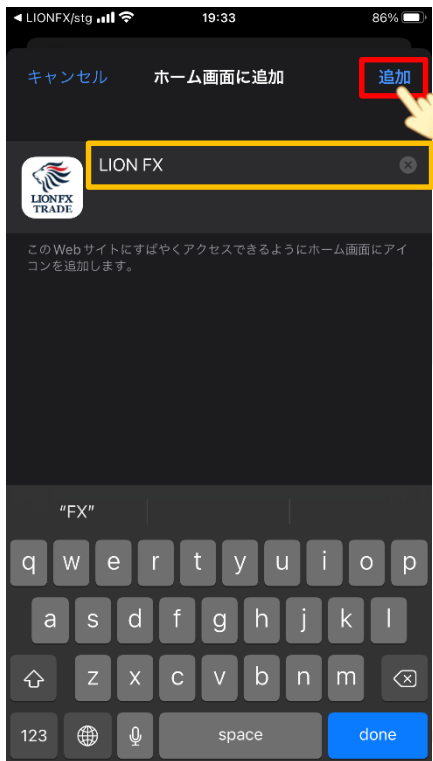 ◀ LIONFX/stg 19:33 86%
キャンセル ホーム画面に追加 追加
LION FX
LION FX
TRADE
このWebサイトにすばやくアクセスできるようにホーム画面にアイ
コンを追加します。
“FX”
q w e r t y u i o p
a s d f g h j k l
z x c v b n m
123 space done